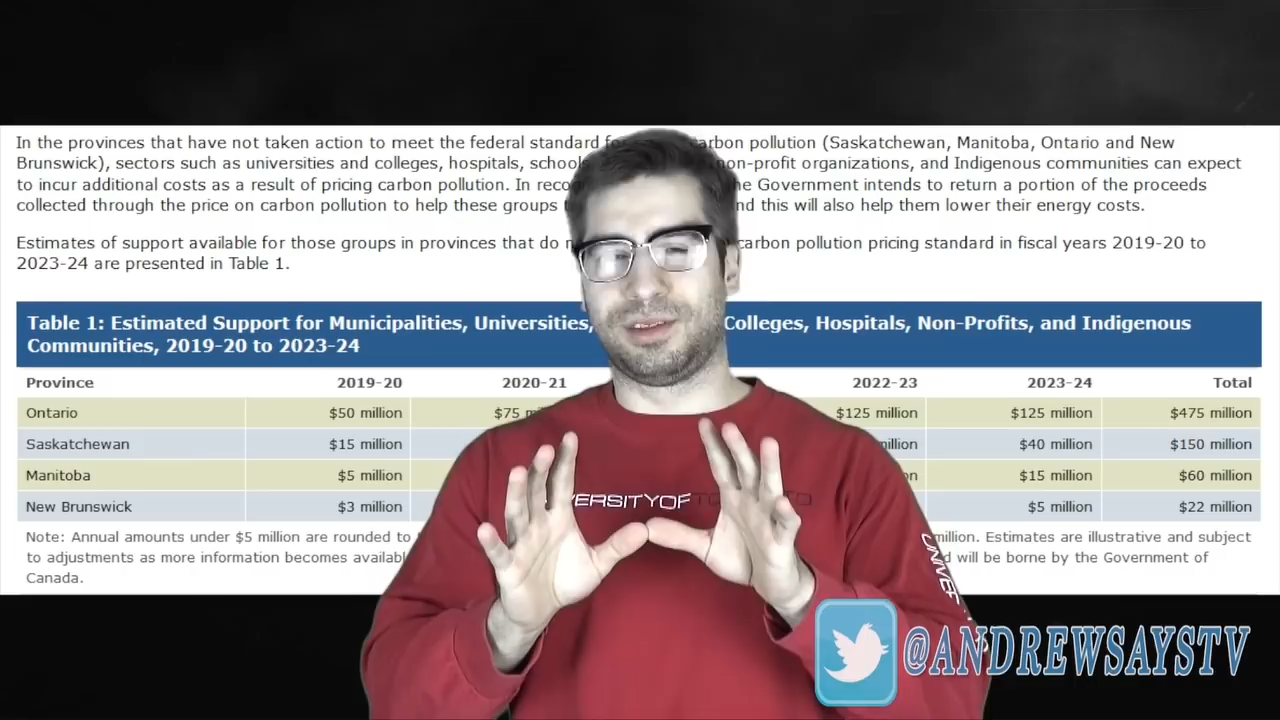 In the provinces that have not taken action to meet the federal standard carbon pollution (Saskatchewan, Manitoba, Ontario and New
Brunswick), sectors such as universities and colleges, hospitals, non-profit organizations, and Indigenous communities can expect
to incur additional costs as a result of pricing carbon pollution. In the Government intends to return a portion of the proceeds
collected through the price on carbon pollution to help these groups this will also help them lower their energy costs.
Estimates of support available for those groups in provinces that do carbon pollution pricing standard in fiscal years 2019-20 to
2023-24 are presented in Table 1.
Table 1: Estimated Support for Municipalities, Universities, Colleges, Hospitals, Non-Profits, and Indigenous
Communities, 2019-20 to 2023-24
Province 2019-20 2020-21 2022-23 2023-24 Total
Ontario $50 million $75 $125 million $125 million $475 million
Saskatchewan $15 million $40 million $150 million
Manitoba $5 million $15 million $60 million
New Brunswick $3 million $5 million $22 million
Note: Annual amounts under $5 million are rounded to million. Estimates are illustrative and subject
to adjustments as more information becomes will be borne by the Government of
Canada.
@ANDREWSAYSTV